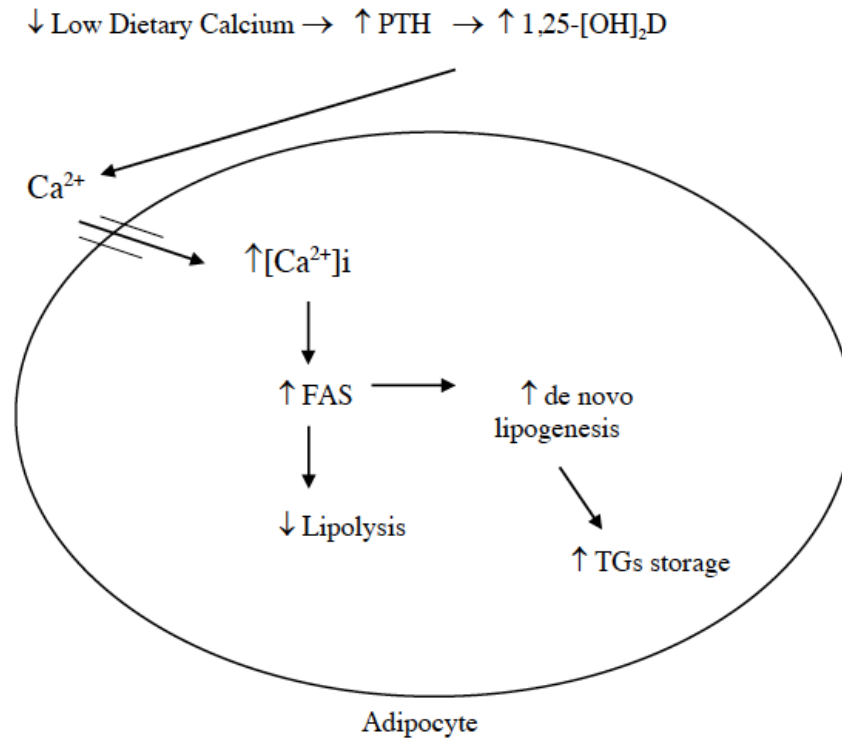 ↓ Low Dietary Calcium → ↑ PTH → ↑ 1,25-[OH]₂D
Ca²⁺
↑[Ca²⁺]i
↑ FAS
↑ de novo
lipogenesis
↓ Lipolysis
↑ TGs storage
Adipocyte